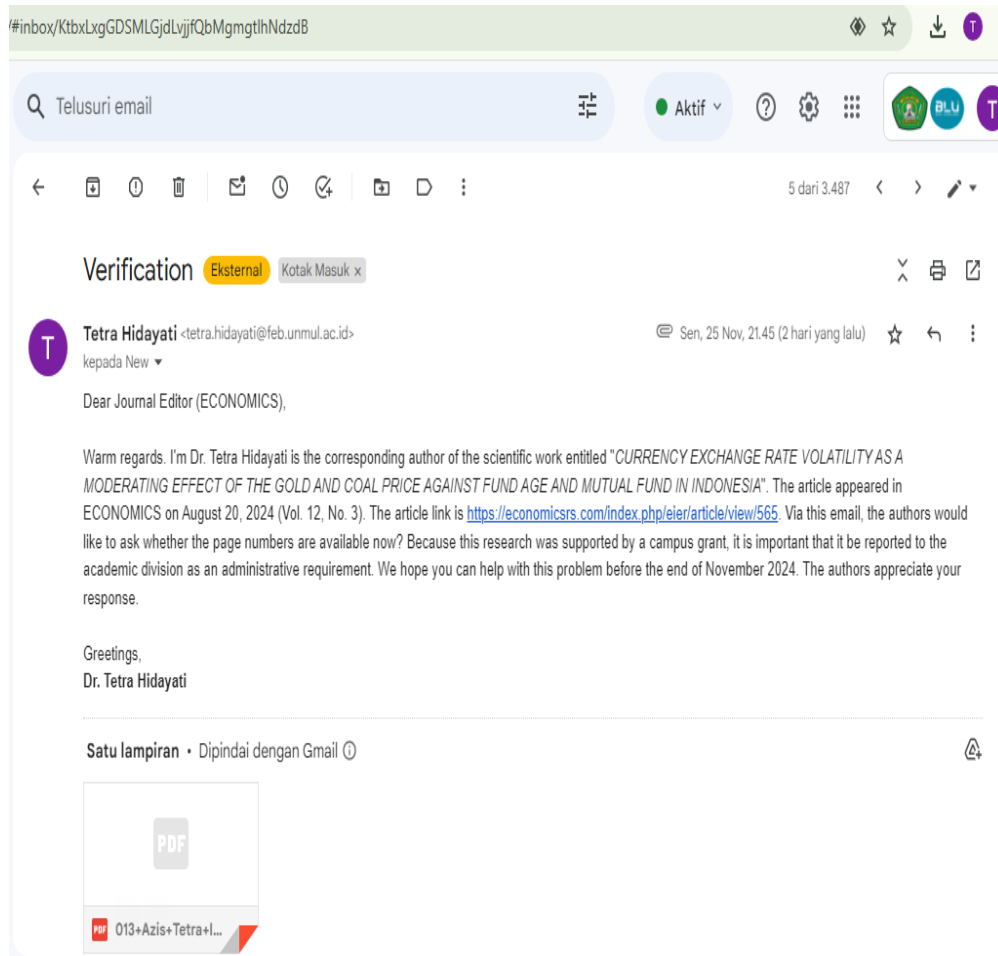 /#inbox/KtbxLxgGDSMLGjdLvjjfQbMgmgtlhNdzdB
T
Telusuri email
Aktif
BLU
T
5 dari 3.487
Verification Eksternal Kotak Masuk x
T
Tetra Hidayati <tetra.hidayati@feb.unmul.ac.id>
Sen, 25 Nov, 21.45 (2 hari yang lalu)
kepada New
Dear Journal Editor (ECONOMICS),
Warm regards. I'm Dr. Tetra Hidayati is the corresponding author of the scientific work entitled "CURRENCY EXCHANGE RATE VOLATILITY AS A
MODERATING EFFECT OF THE GOLD AND COAL PRICE AGAINST FUND AGE AND MUTUAL FUND IN INDONESIA". The article appeared in
ECONOMICS on August 20, 2024 (Vol. 12, No. 3). The article link is https://economicsrs.com/index.php/eier/article/view/565. Via this email, the authors would
like to ask whether the page numbers are available now? Because this research was supported by a campus grant, it is important that it be reported to the
academic division as an administrative requirement. We hope you can help with this problem before the end of November 2024. The authors appreciate your
response.
Greetings,
Dr. Tetra Hidayati
Satu lampiran • Dipindai dengan Gmail
PDF
PDF 013+Azis+Tetra+I...